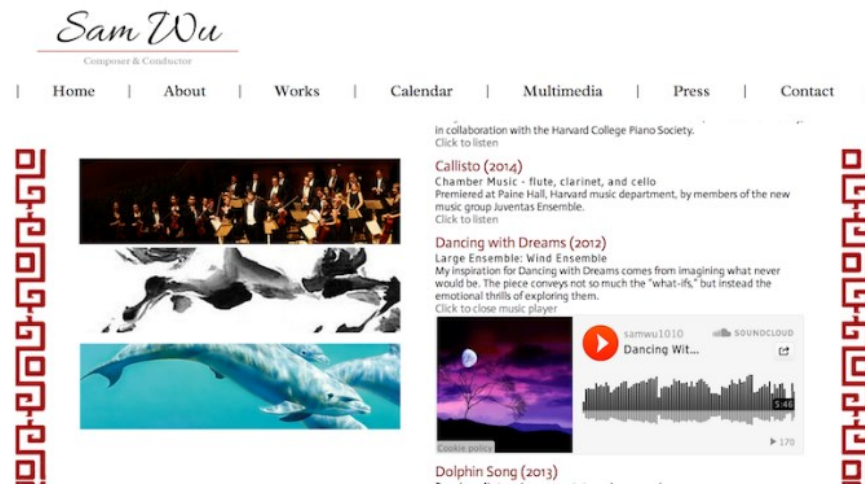 Sam Wu
Composer & Conductor
| Home | About | Works | Calendar | Multimedia | Press | Contact
in collaboration with the Harvard College Piano Society.
Click to listen
Callisto (2014)
Chamber Music - flute, clarinet, and cello
Premiered at Paine Hall, Harvard music department, by members of the new
music group Juventas Ensemble.
Click to listen
Dancing with Dreams (2012)
Large Ensemble: Wind Ensemble
My inspiration for Dancing with Dreams comes from imagining what never
would be. The piece conveys not so much the "what-ifs," but instead the
emotional thrills of exploring them.
Click to close music player
samwu1010
SOUNDCLOUD
Dancing Wit...
5:46
170
Cookie policy
Dolphin Song (2013)